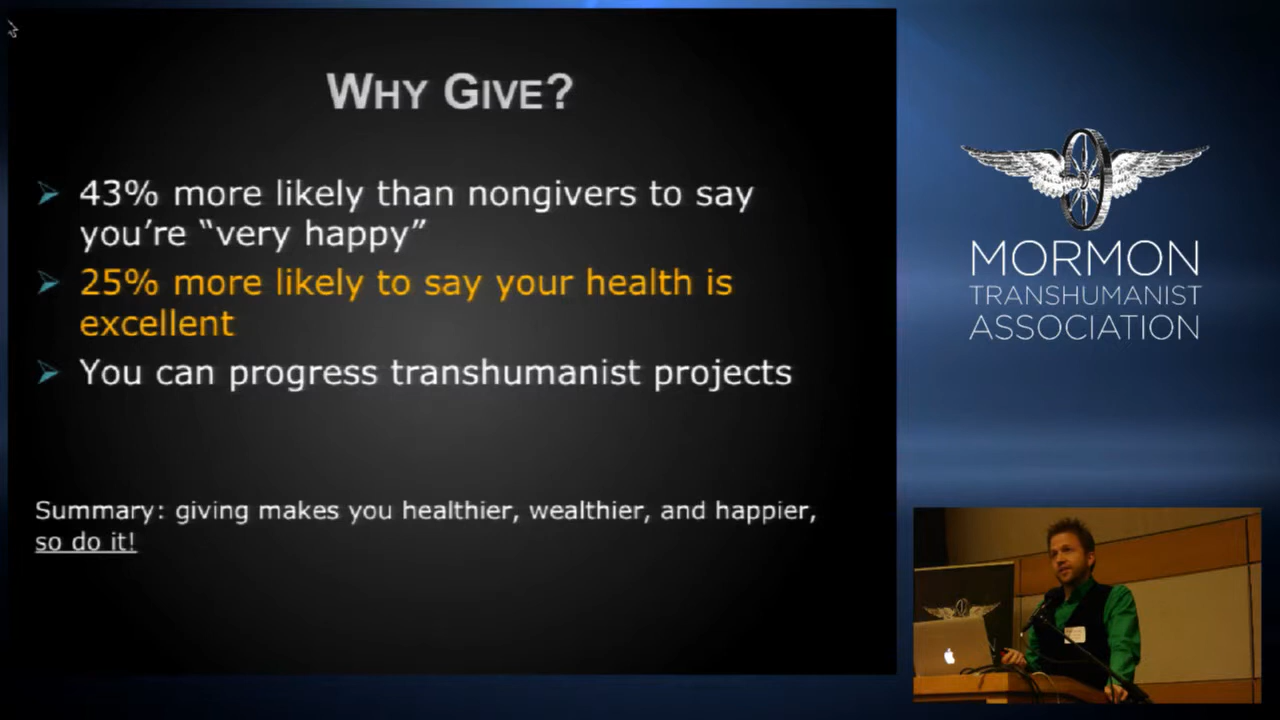 WHY GIVE?
43% more likely than nongivers to say
you're “very happy”
25% more likely to say your health is
excellent
You can progress transhumanist projects
Summary: giving makes you healthier, wealthier, and happier,
so do it!
MORMON
TRANSHUMANIST
ASSOCIATION